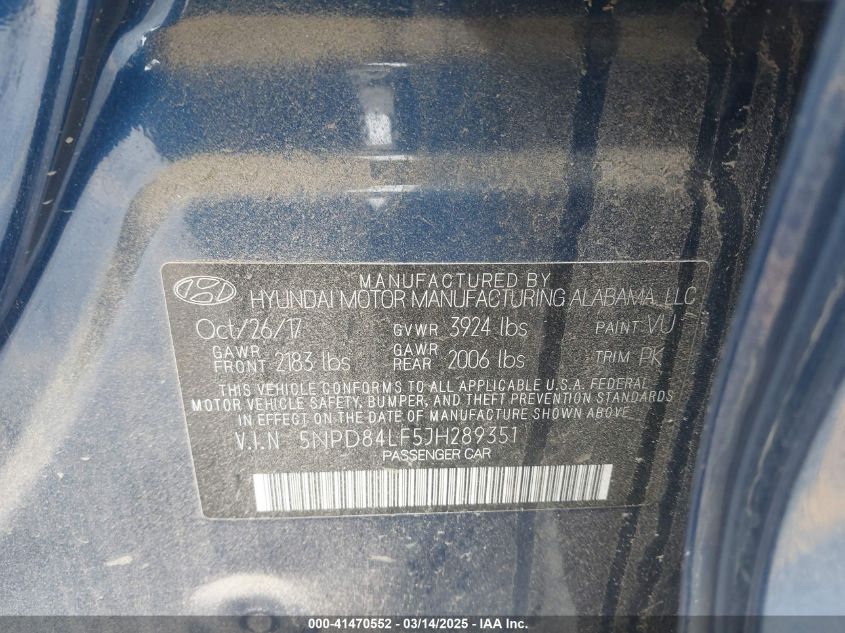 MANUFACTURED BY
HYUNDAI MOTOR MANUFACTURING ALABAMA, LLC
Oct/26/17 GVWR 3924 lbs PAINT VU
GAWR FRONT 2183 lbs GAWR REAR 2006 lbs TRIM PK
THIS VEHICLE CONFORMS TO ALL APPLICABLE U.S.A. FEDERAL
MOTOR VEHICLE SAFETY, BUMPER, AND THEFT PREVENTION STANDARDS
IN EFFECT ON THE DATE OF MANUFACTURE SHOWN ABOVE.
V.I.N 5NPD84LF5JH289351
PASSENGER CAR
000-41470552 - 03/14/2025 - IAA Inc.